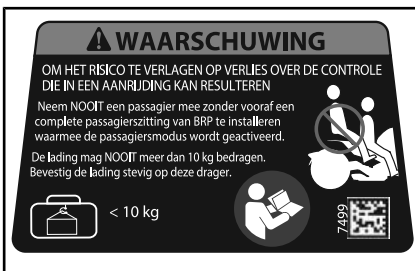 WAARSCHUWING
OM HET RISICO TE VERLAGEN OP VERLIES OVER DE CONTROLE
DIE IN EEN AANRIJDING KAN RESULTEREN
Neem NOOIT een passagier mee zonder vooraf een
complete passagierszitting van BRP te installeren
waarmee de passagiersmodus wordt geactiveerd.
De lading mag NOOIT meer dan 10 kg bedragen.
Bevestig de lading stevig op deze drager.
< 10 kg
7499